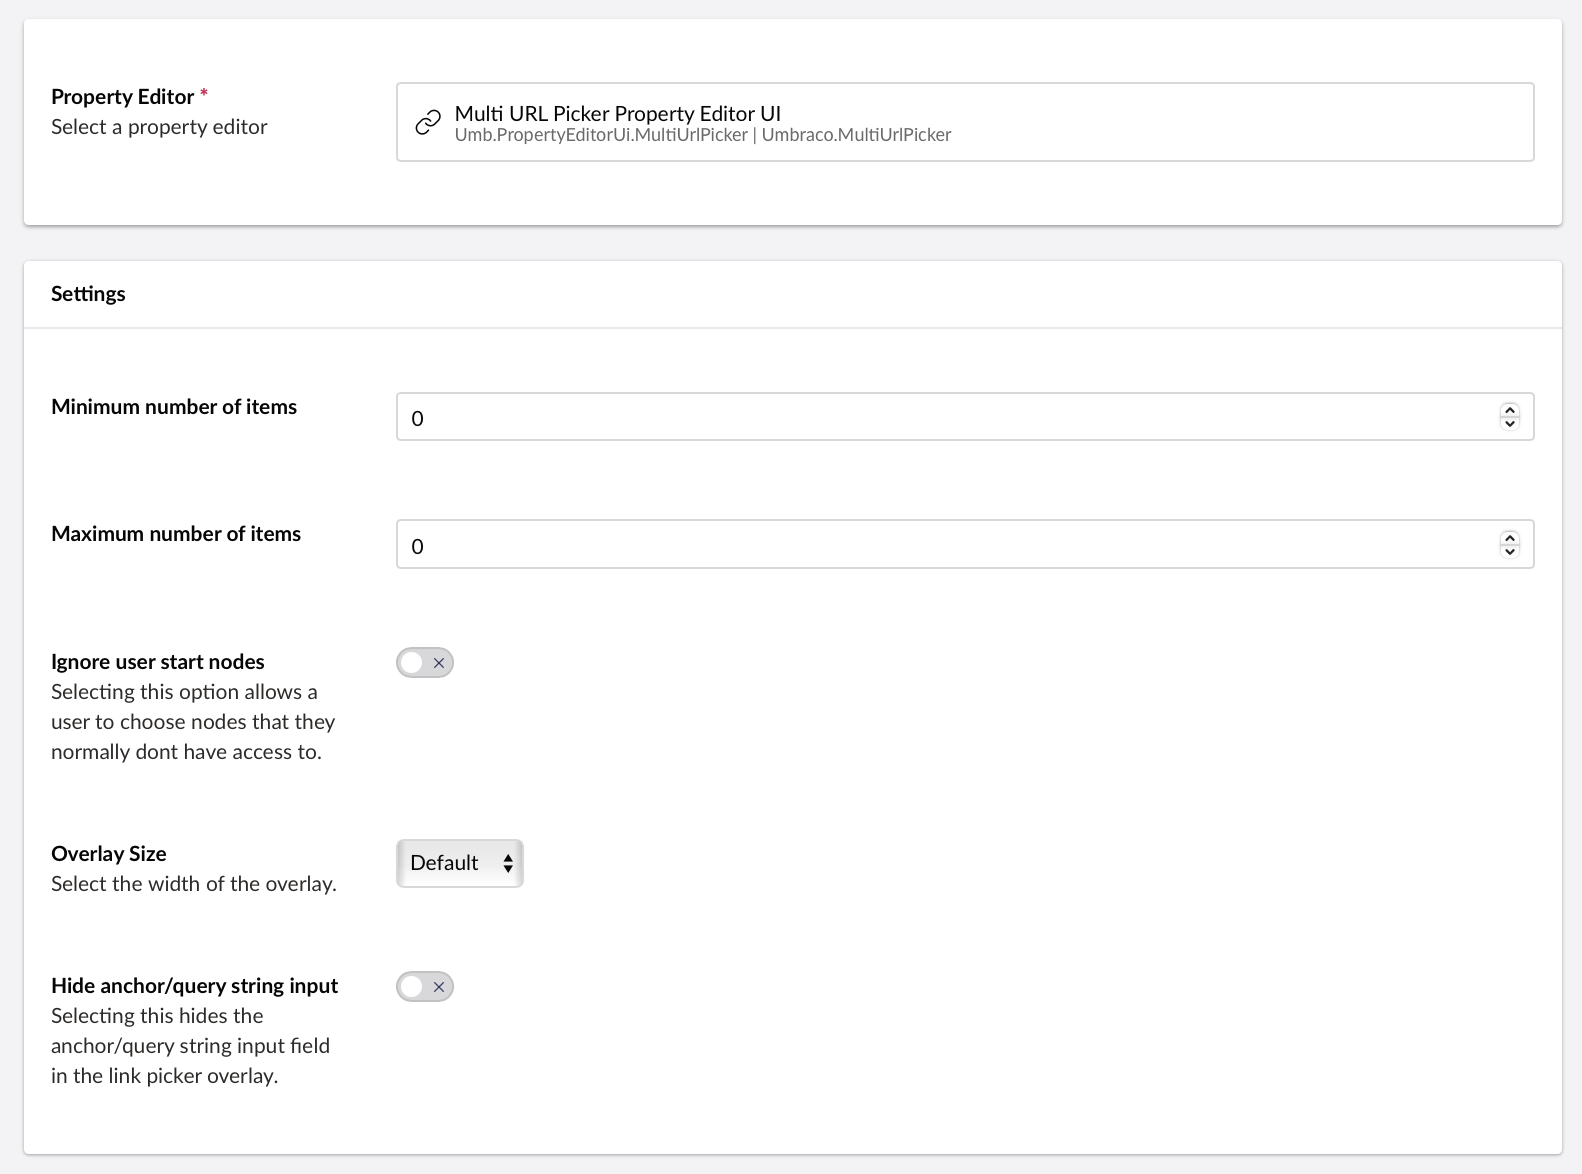 Property Editor *
Select a property editor
Multi URL Picker Property Editor UI
Umb.PropertyEditorUi.MultiUrlPicker | Umbraco.MultiUrlPicker
Settings
Minimum number of items
0
Maximum number of items
0
Ignore user start nodes
Selecting this option allows a
user to choose nodes that they
normally dont have access to.
Overlay Size
Select the width of the overlay.
Default
Hide anchor/query string input
Selecting this hides the
anchor/query string input field
in the link picker overlay.